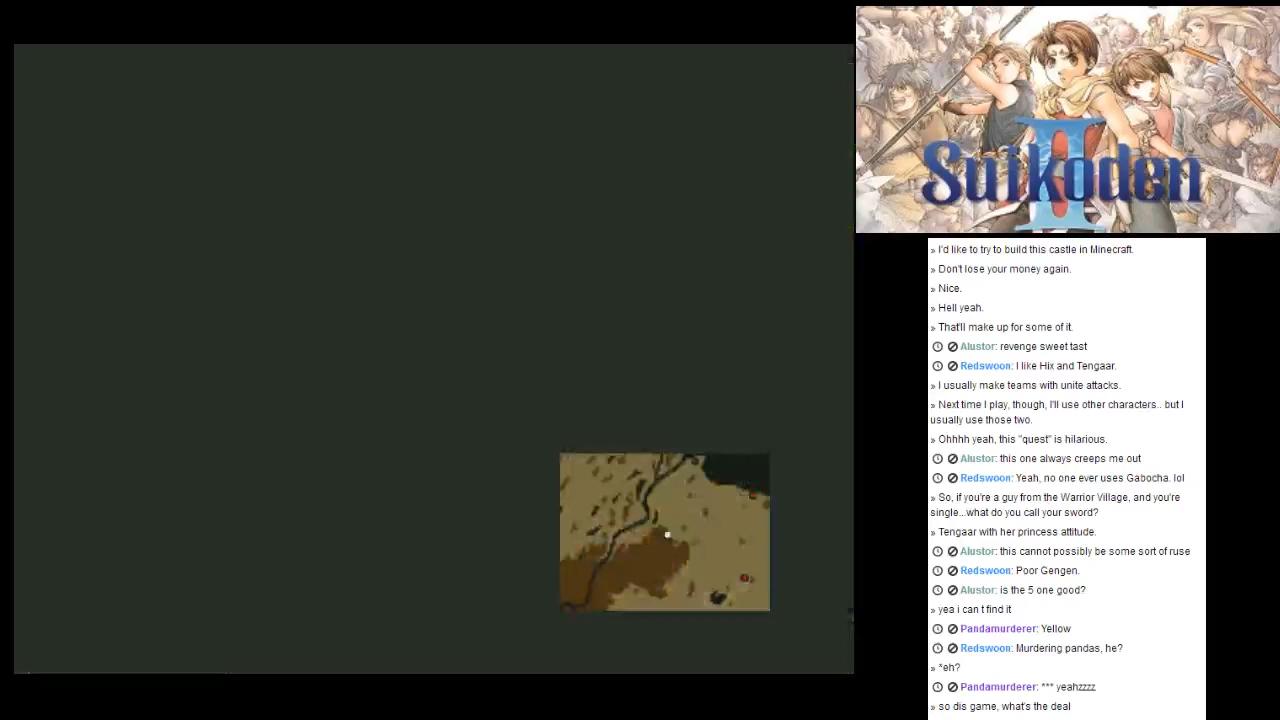 Suikoden
II
» I'd like to try to build this castle in Minecraft.
» Don't lose your money again.
» Nice.
» Hell yeah.
» That'll make up for some of it.
Alustor: revenge sweet tast
Redswoon: I like Hix and Tengaar.
» I usually make teams with unite attacks.
» Next time I play, though, I'll use other characters.. but I
usually use those two.
» Ohhhh yeah, this "quest" is hilarious.
Alustor: this one always creeps me out
Redswoon: Yeah, no one ever uses Gabocha. lol
» So, if you're a guy from the Warrior Village, and you're
single...what do you call your sword?
» Tengaar with her princess attitude.
Alustor: this cannot possibly be some sort of ruse
Redswoon: Poor Gengen.
Alustor: is the 5 one good?
» yea i can t find it
Pandamurderer: Yellow
Redswoon: Murdering pandas, he?
» *eh?
Pandamurderer: *** yeahzzzz
» so dis game, what's the deal